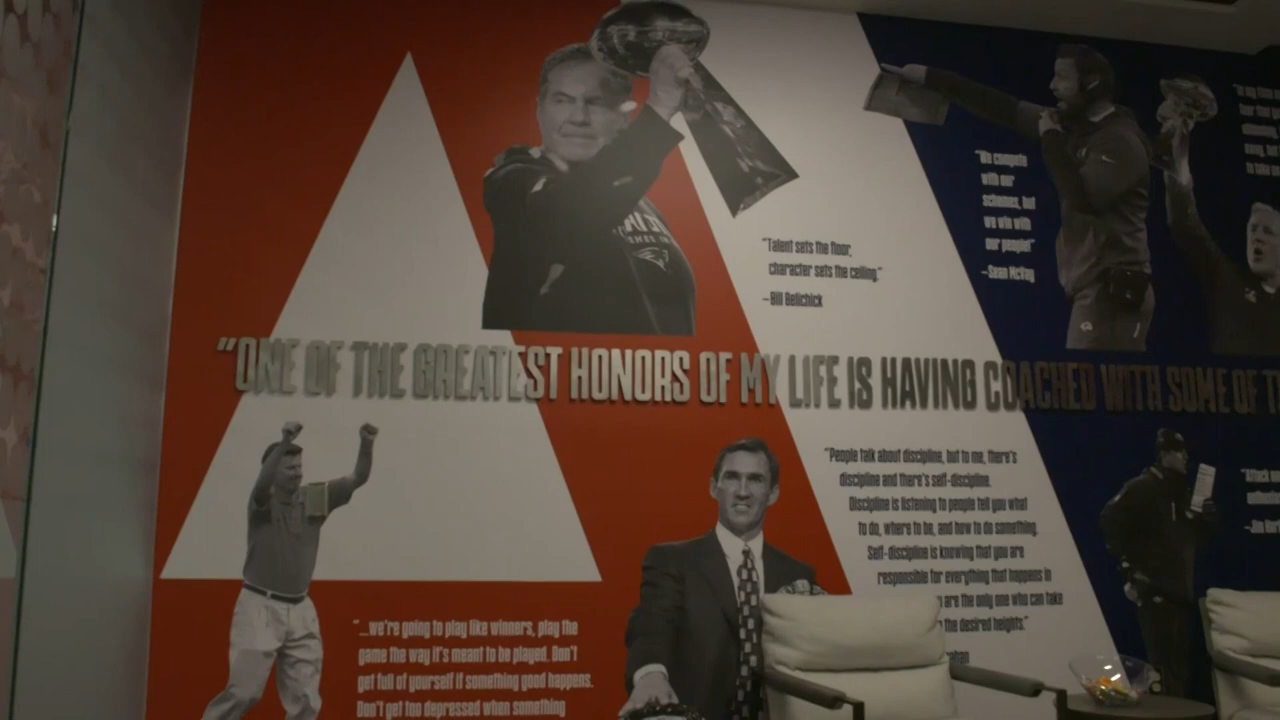 "Talent sets the floor,
character sets the ceiling."
– Bill Belichick
"We compete
with our
schemes, but
we win with
our people"
– Sean McVay
"ONE OF THE GREATEST HONORS OF MY LIFE IS HAVING COACHED WITH SOME OF
"People talk about discipline, but to me, there's
discipline and there's self-discipline.
Discipline is listening to people tell you what
to do, where to be, and how to do something.
Self-discipline is knowing that you are
responsible for everything that happens in
are the only one who can take
the desired heights."
"...we're going to play like winners, play the
game the way it's meant to be played. Don't
get full of yourself if something good happens.
Don't get too depressed when something
"Attack